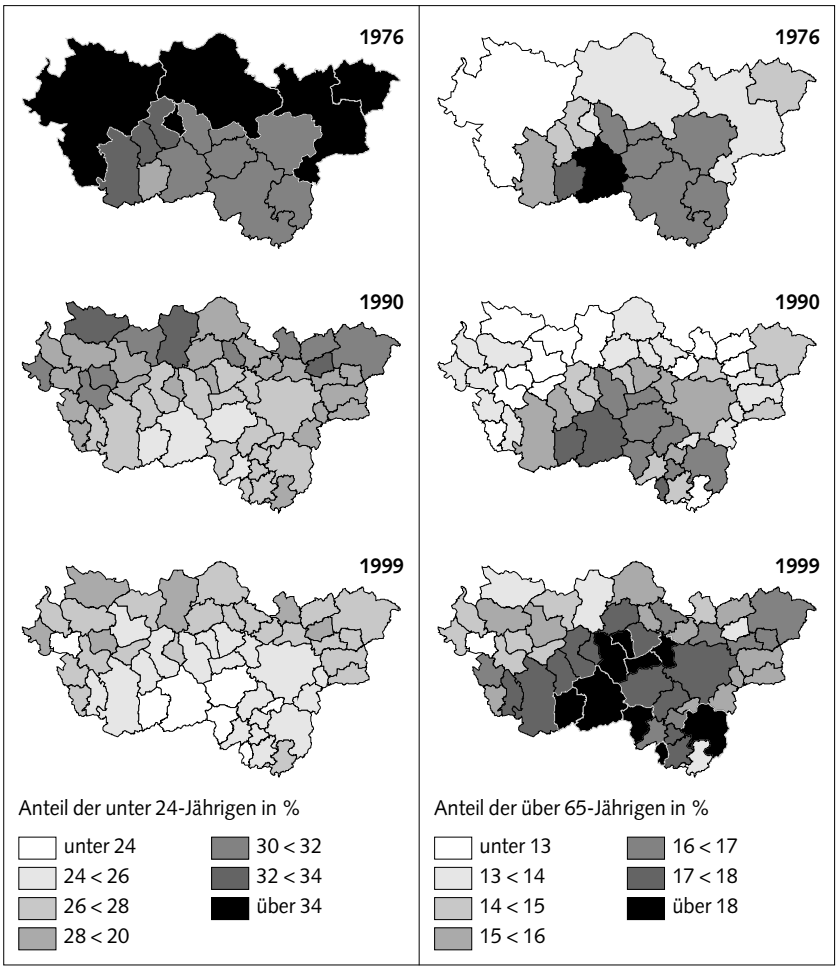 1976
1976
1990
1990
1999
1999
Anteil der unter 24-Jährigen in %
unter 24
30 < 32
24 < 26
32 < 34
26 < 28
über 34
28 < 20
Anteil der über 65-Jährigen in %
unter 13
16 < 17
13 < 14
17 < 18
14 < 15
über 18
15 < 16